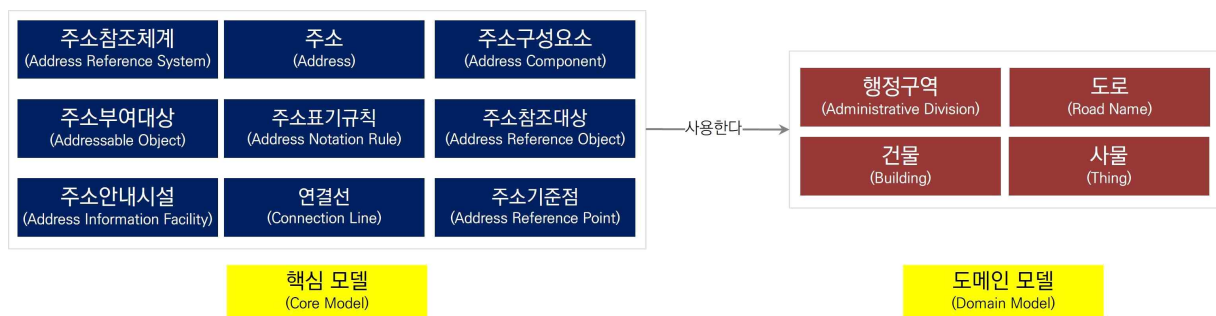 주소참조체계
(Address Reference System)
주소
(Address)
주소구성요소
(Address Component)
주소부여대상
(Addressable Object)
주소표기규칙
(Address Notation Rule)
주소참조대상
(Address Reference Object)
주소안내시설
(Address Information Facility)
연결선
(Connection Line)
주소기준점
(Address Reference Point)
핵심 모델
(Core Model)
사용한다
행정구역
(Administrative Division)
도로
(Road Name)
건물
(Building)
사물
(Thing)
도메인 모델
(Domain Model)